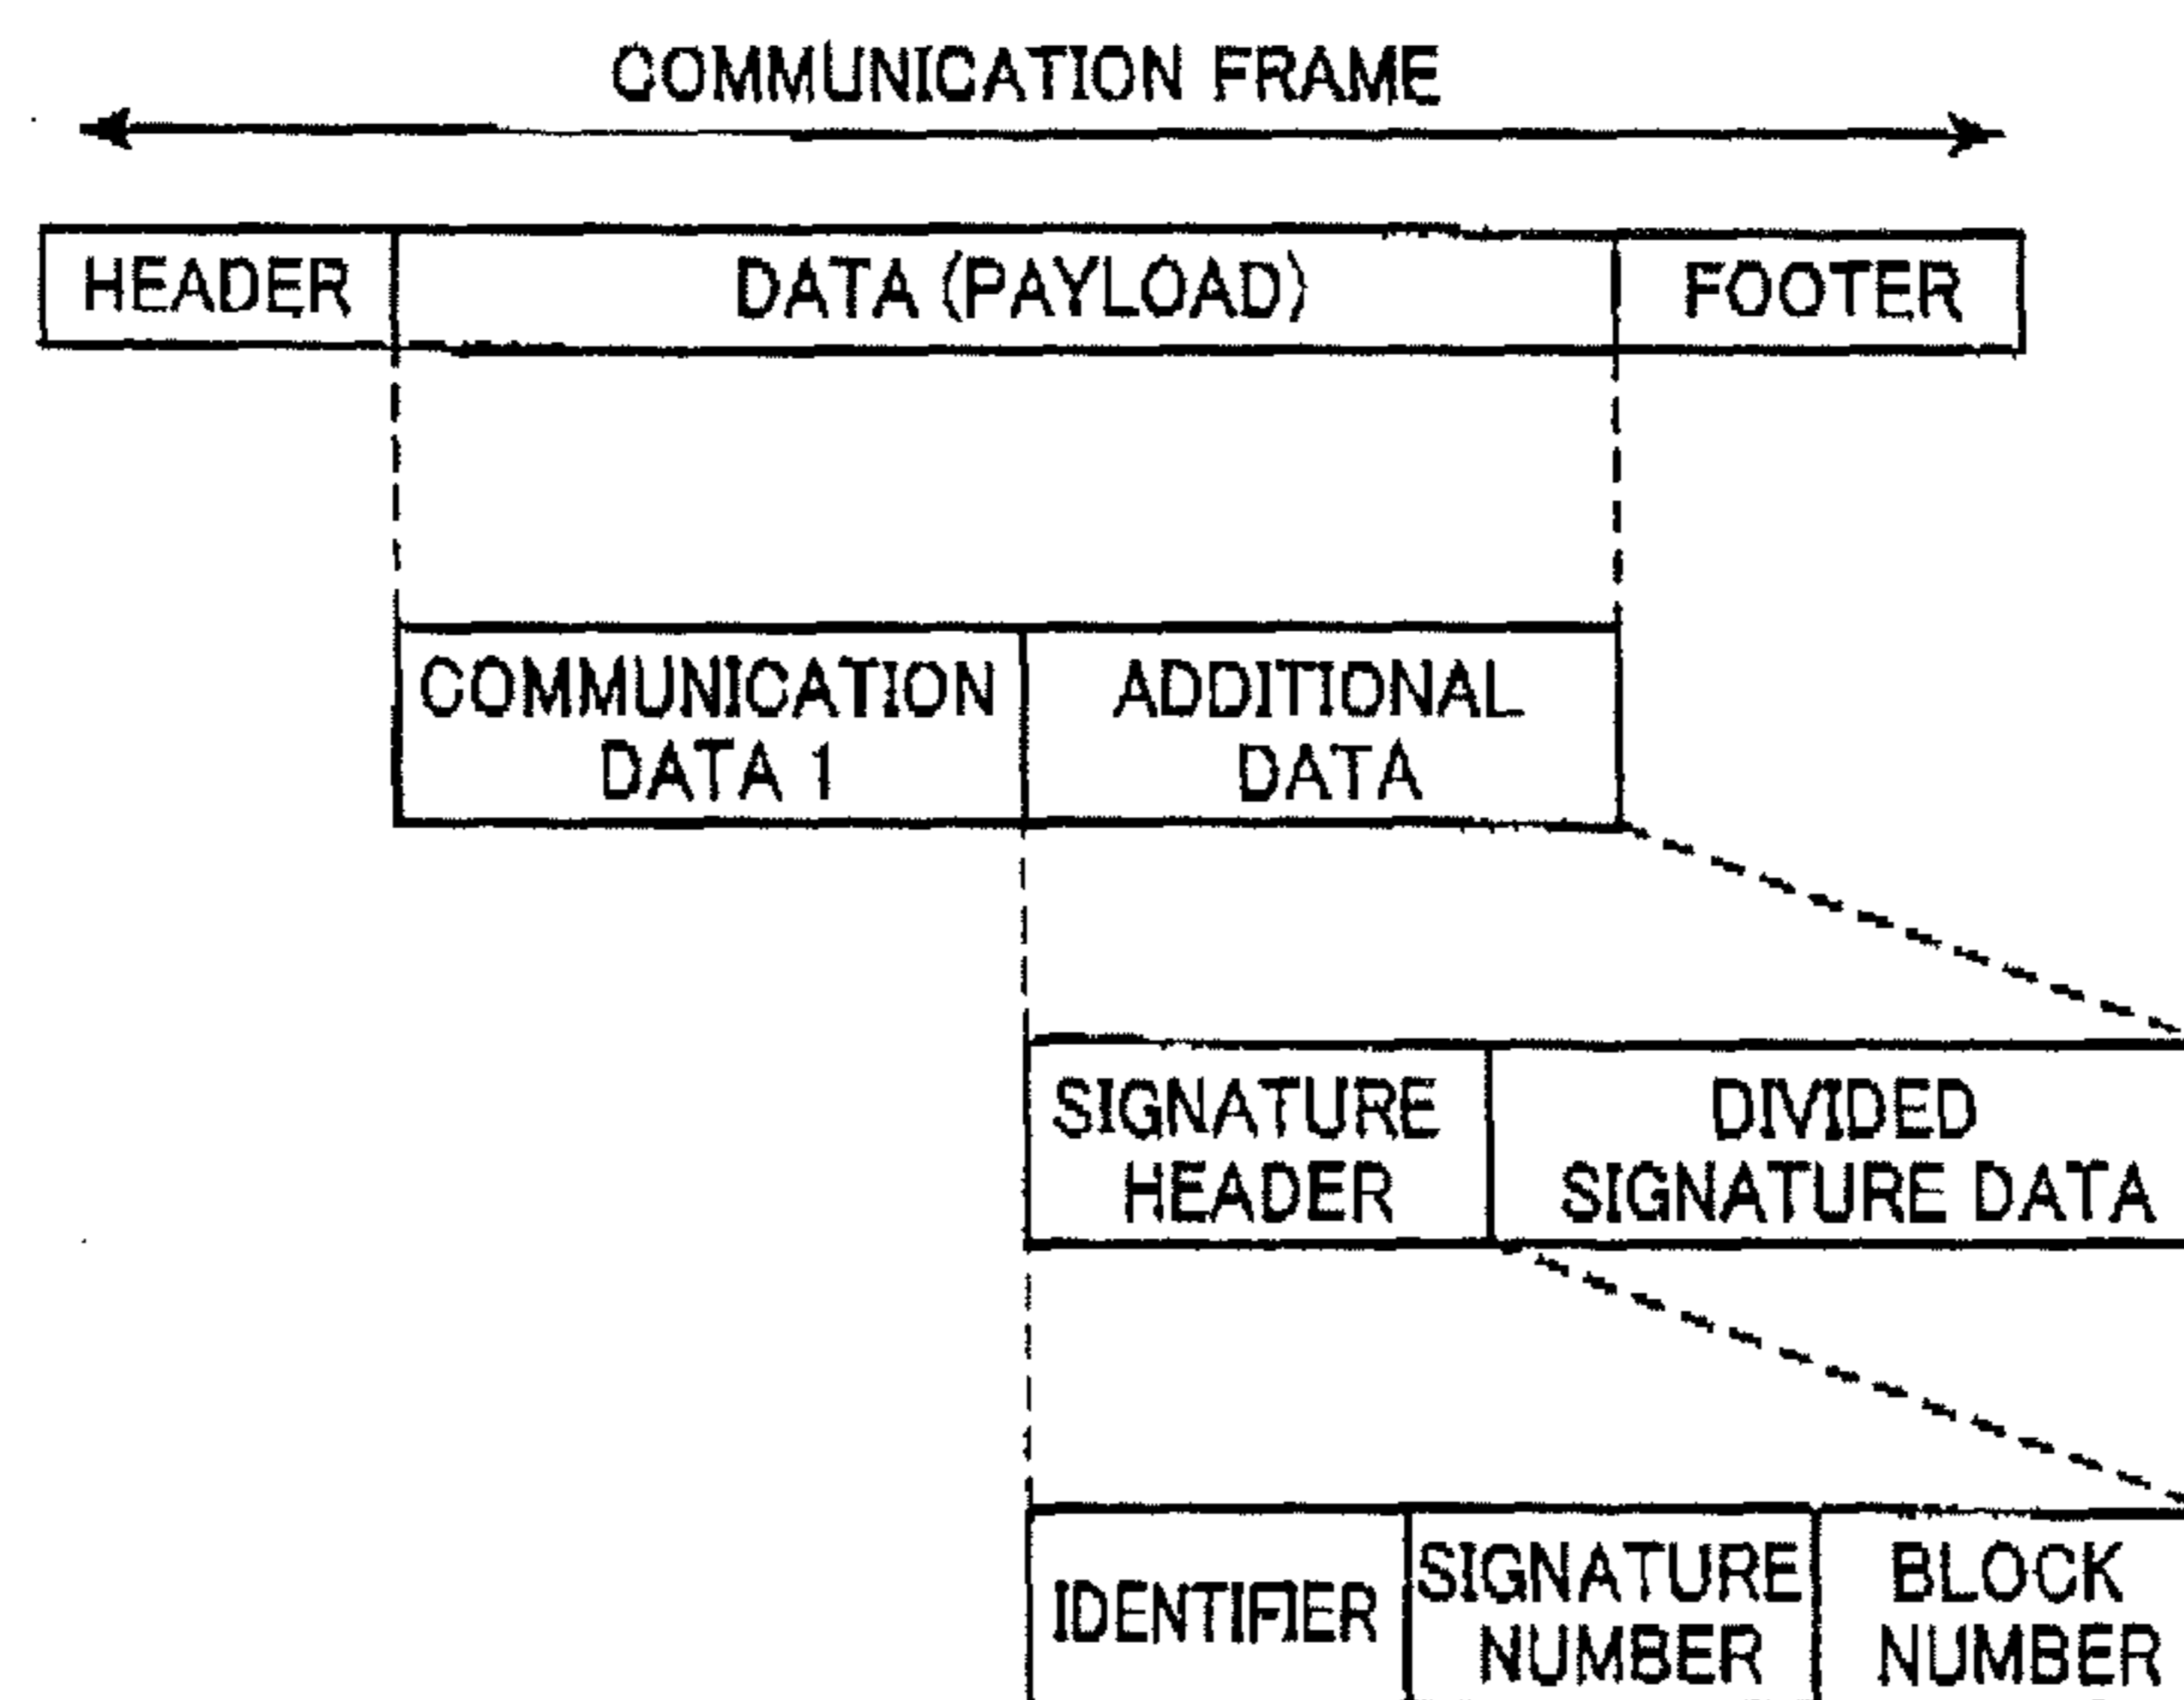 COMMUNICATION FRAME
HEADER DATA (PAYLOAD) FOOTER
COMMUNICATION DATA 1
ADDITIONAL DATA
SIGNATURE HEADER
DIVIDED SIGNATURE DATA
IDENTIFIER
SIGNATURE NUMBER
BLOCK NUMBER